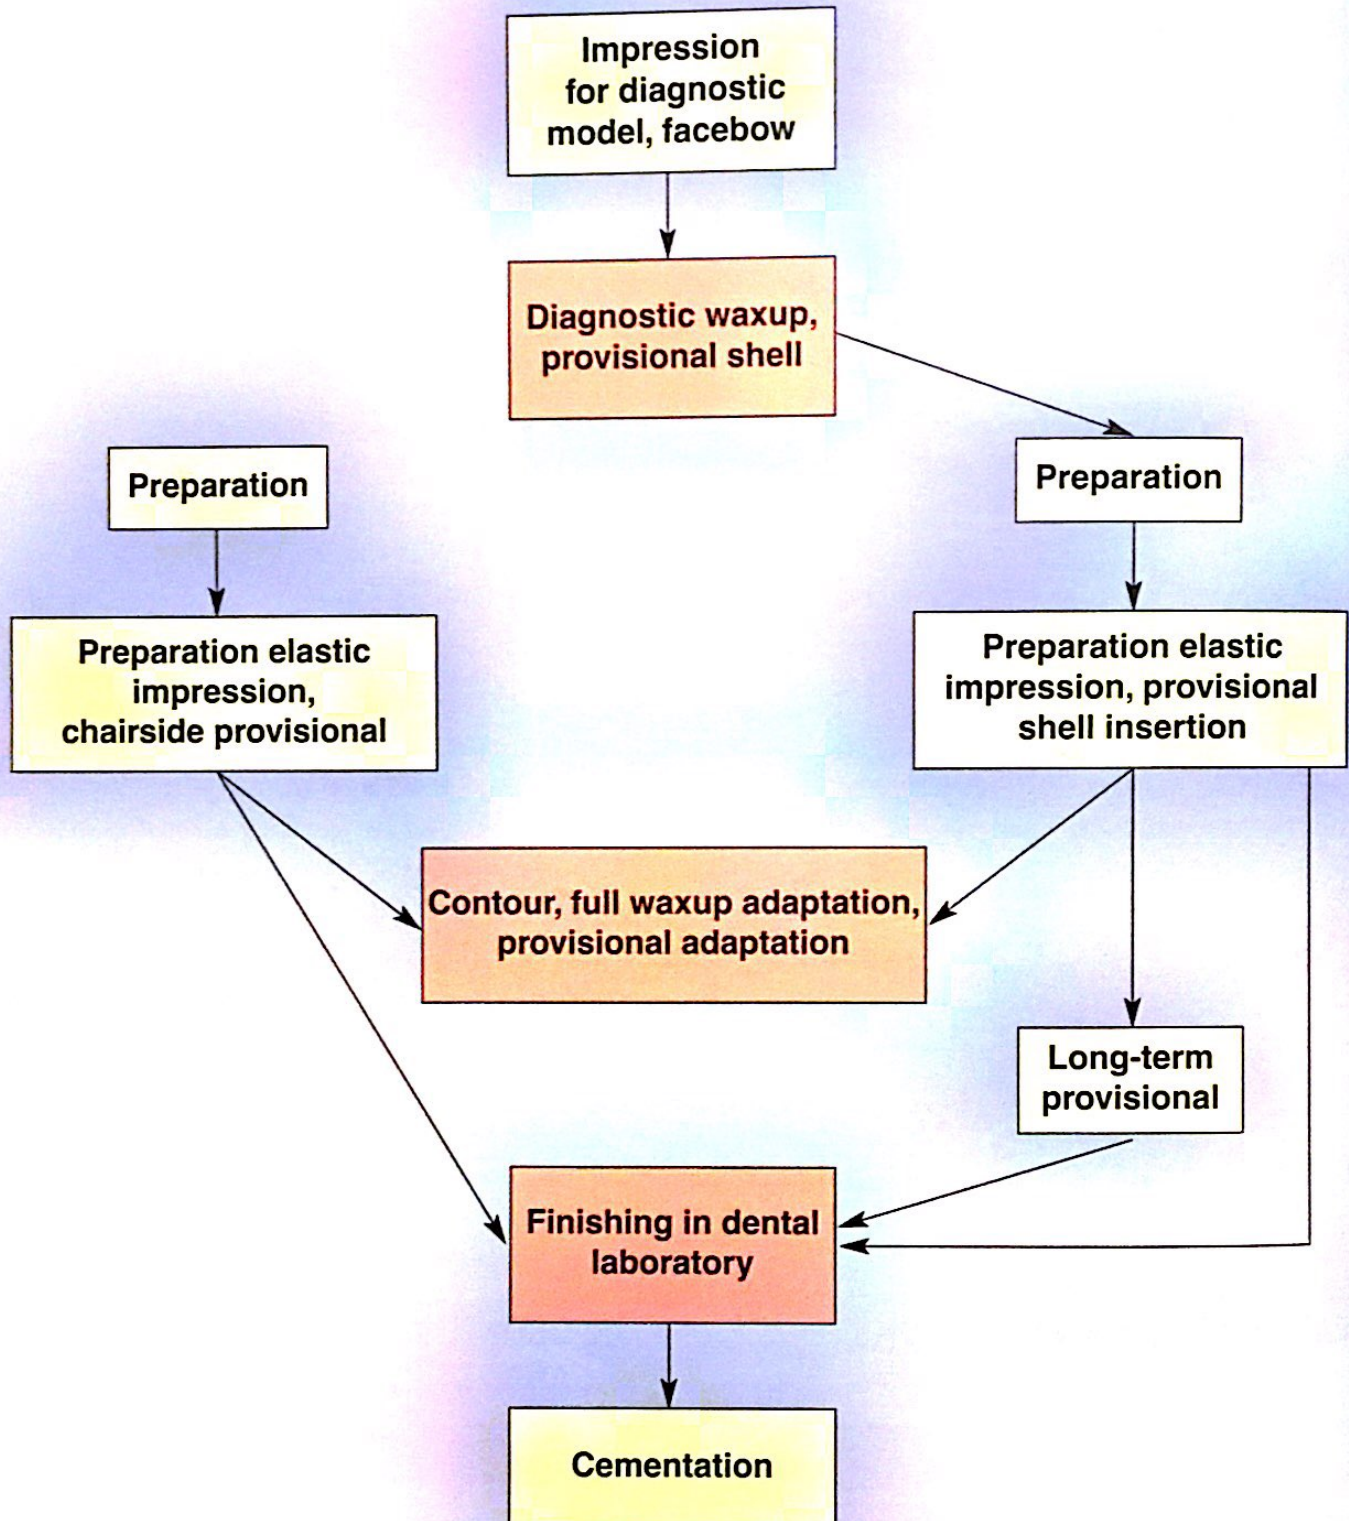 Impression
for diagnostic
model, facebow
Diagnostic waxup,
provisional shell
Preparation
Preparation
Preparation elastic
impression,
chairside provisional
Preparation elastic
impression, provisional
shell insertion
Contour, full waxup adaptation,
provisional adaptation
Long-term
provisional
Finishing in dental
laboratory
Cementation